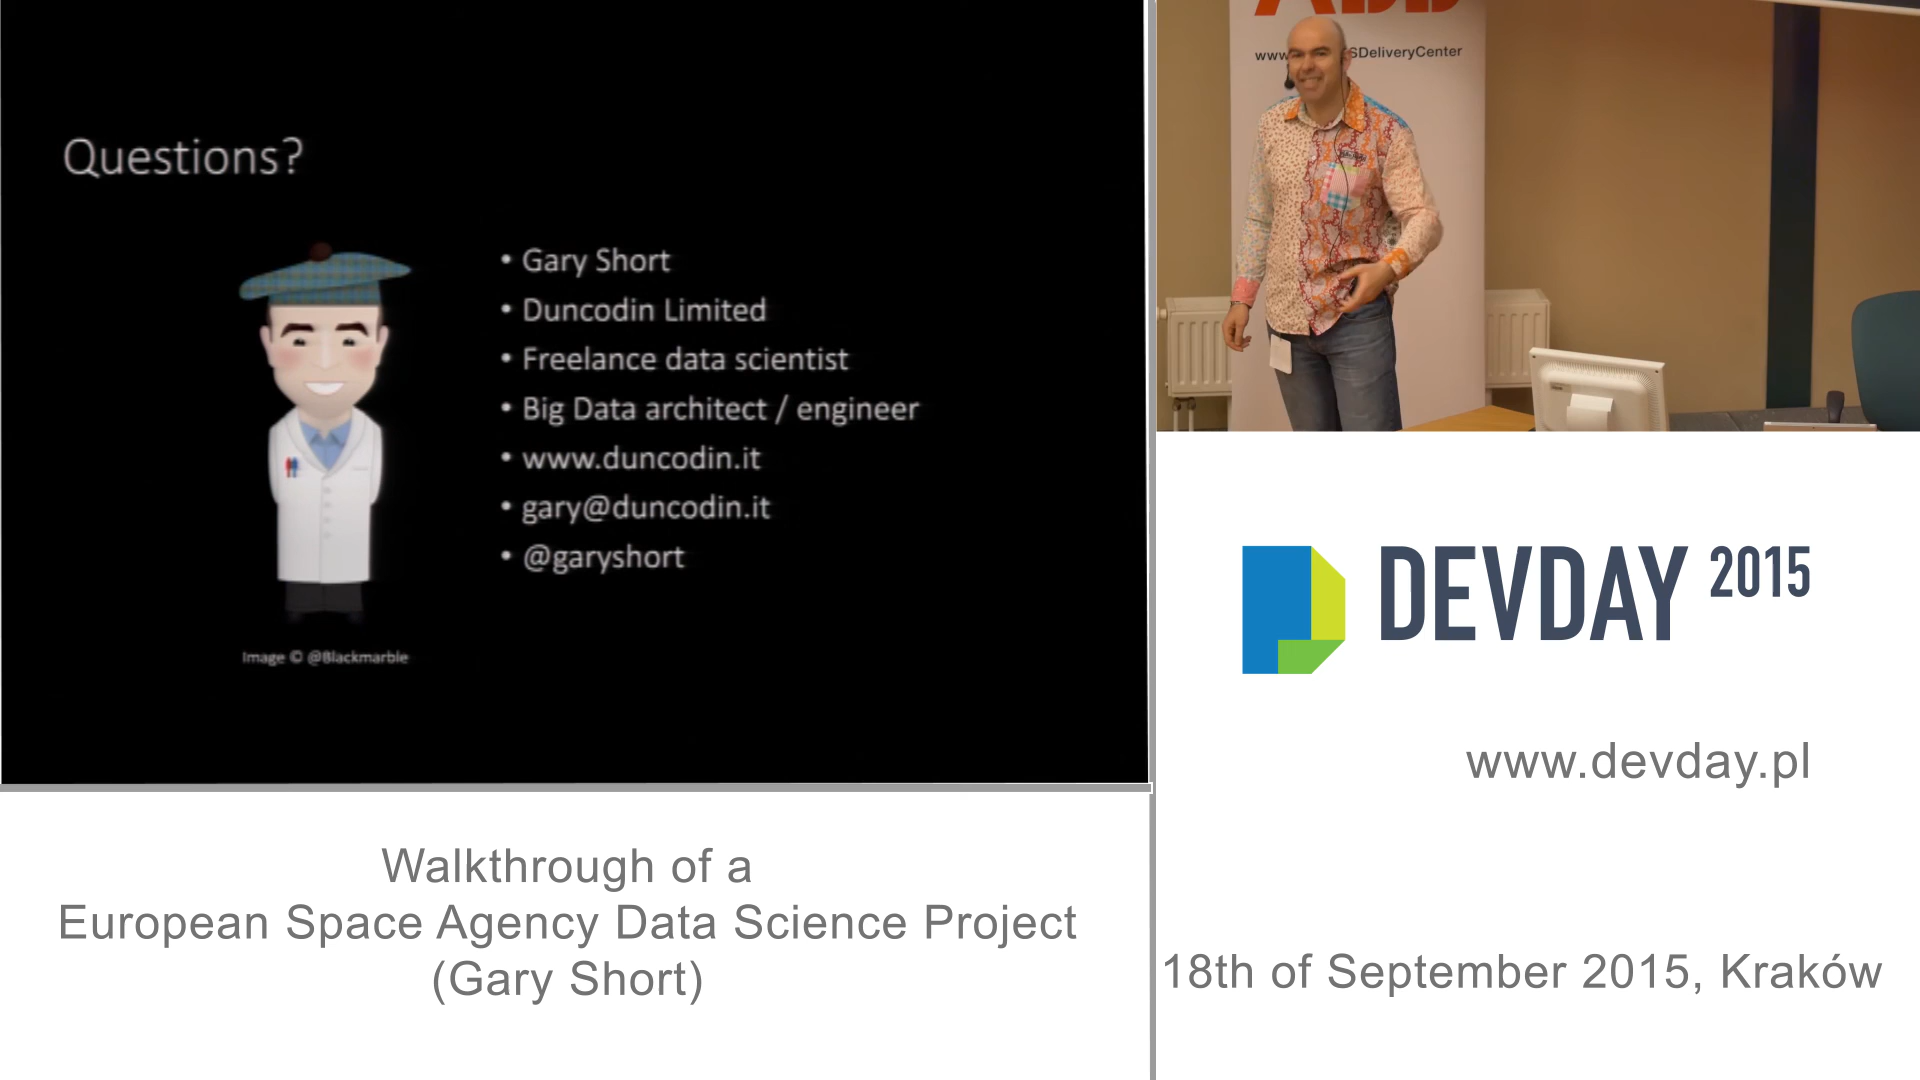 Questions?
• Gary Short
• Duncodin Limited
• Freelance data scientist
• Big Data architect / engineer
• www.duncodin.it
• gary@duncodin.it
• @garyshort
Image © @Blackmarble
Walkthrough of a
European Space Agency Data Science Project
(Gary Short)
ABB
SDeliveryCenter
DEVDAY 2015
www.devday.pl
18th of September 2015, Kraków